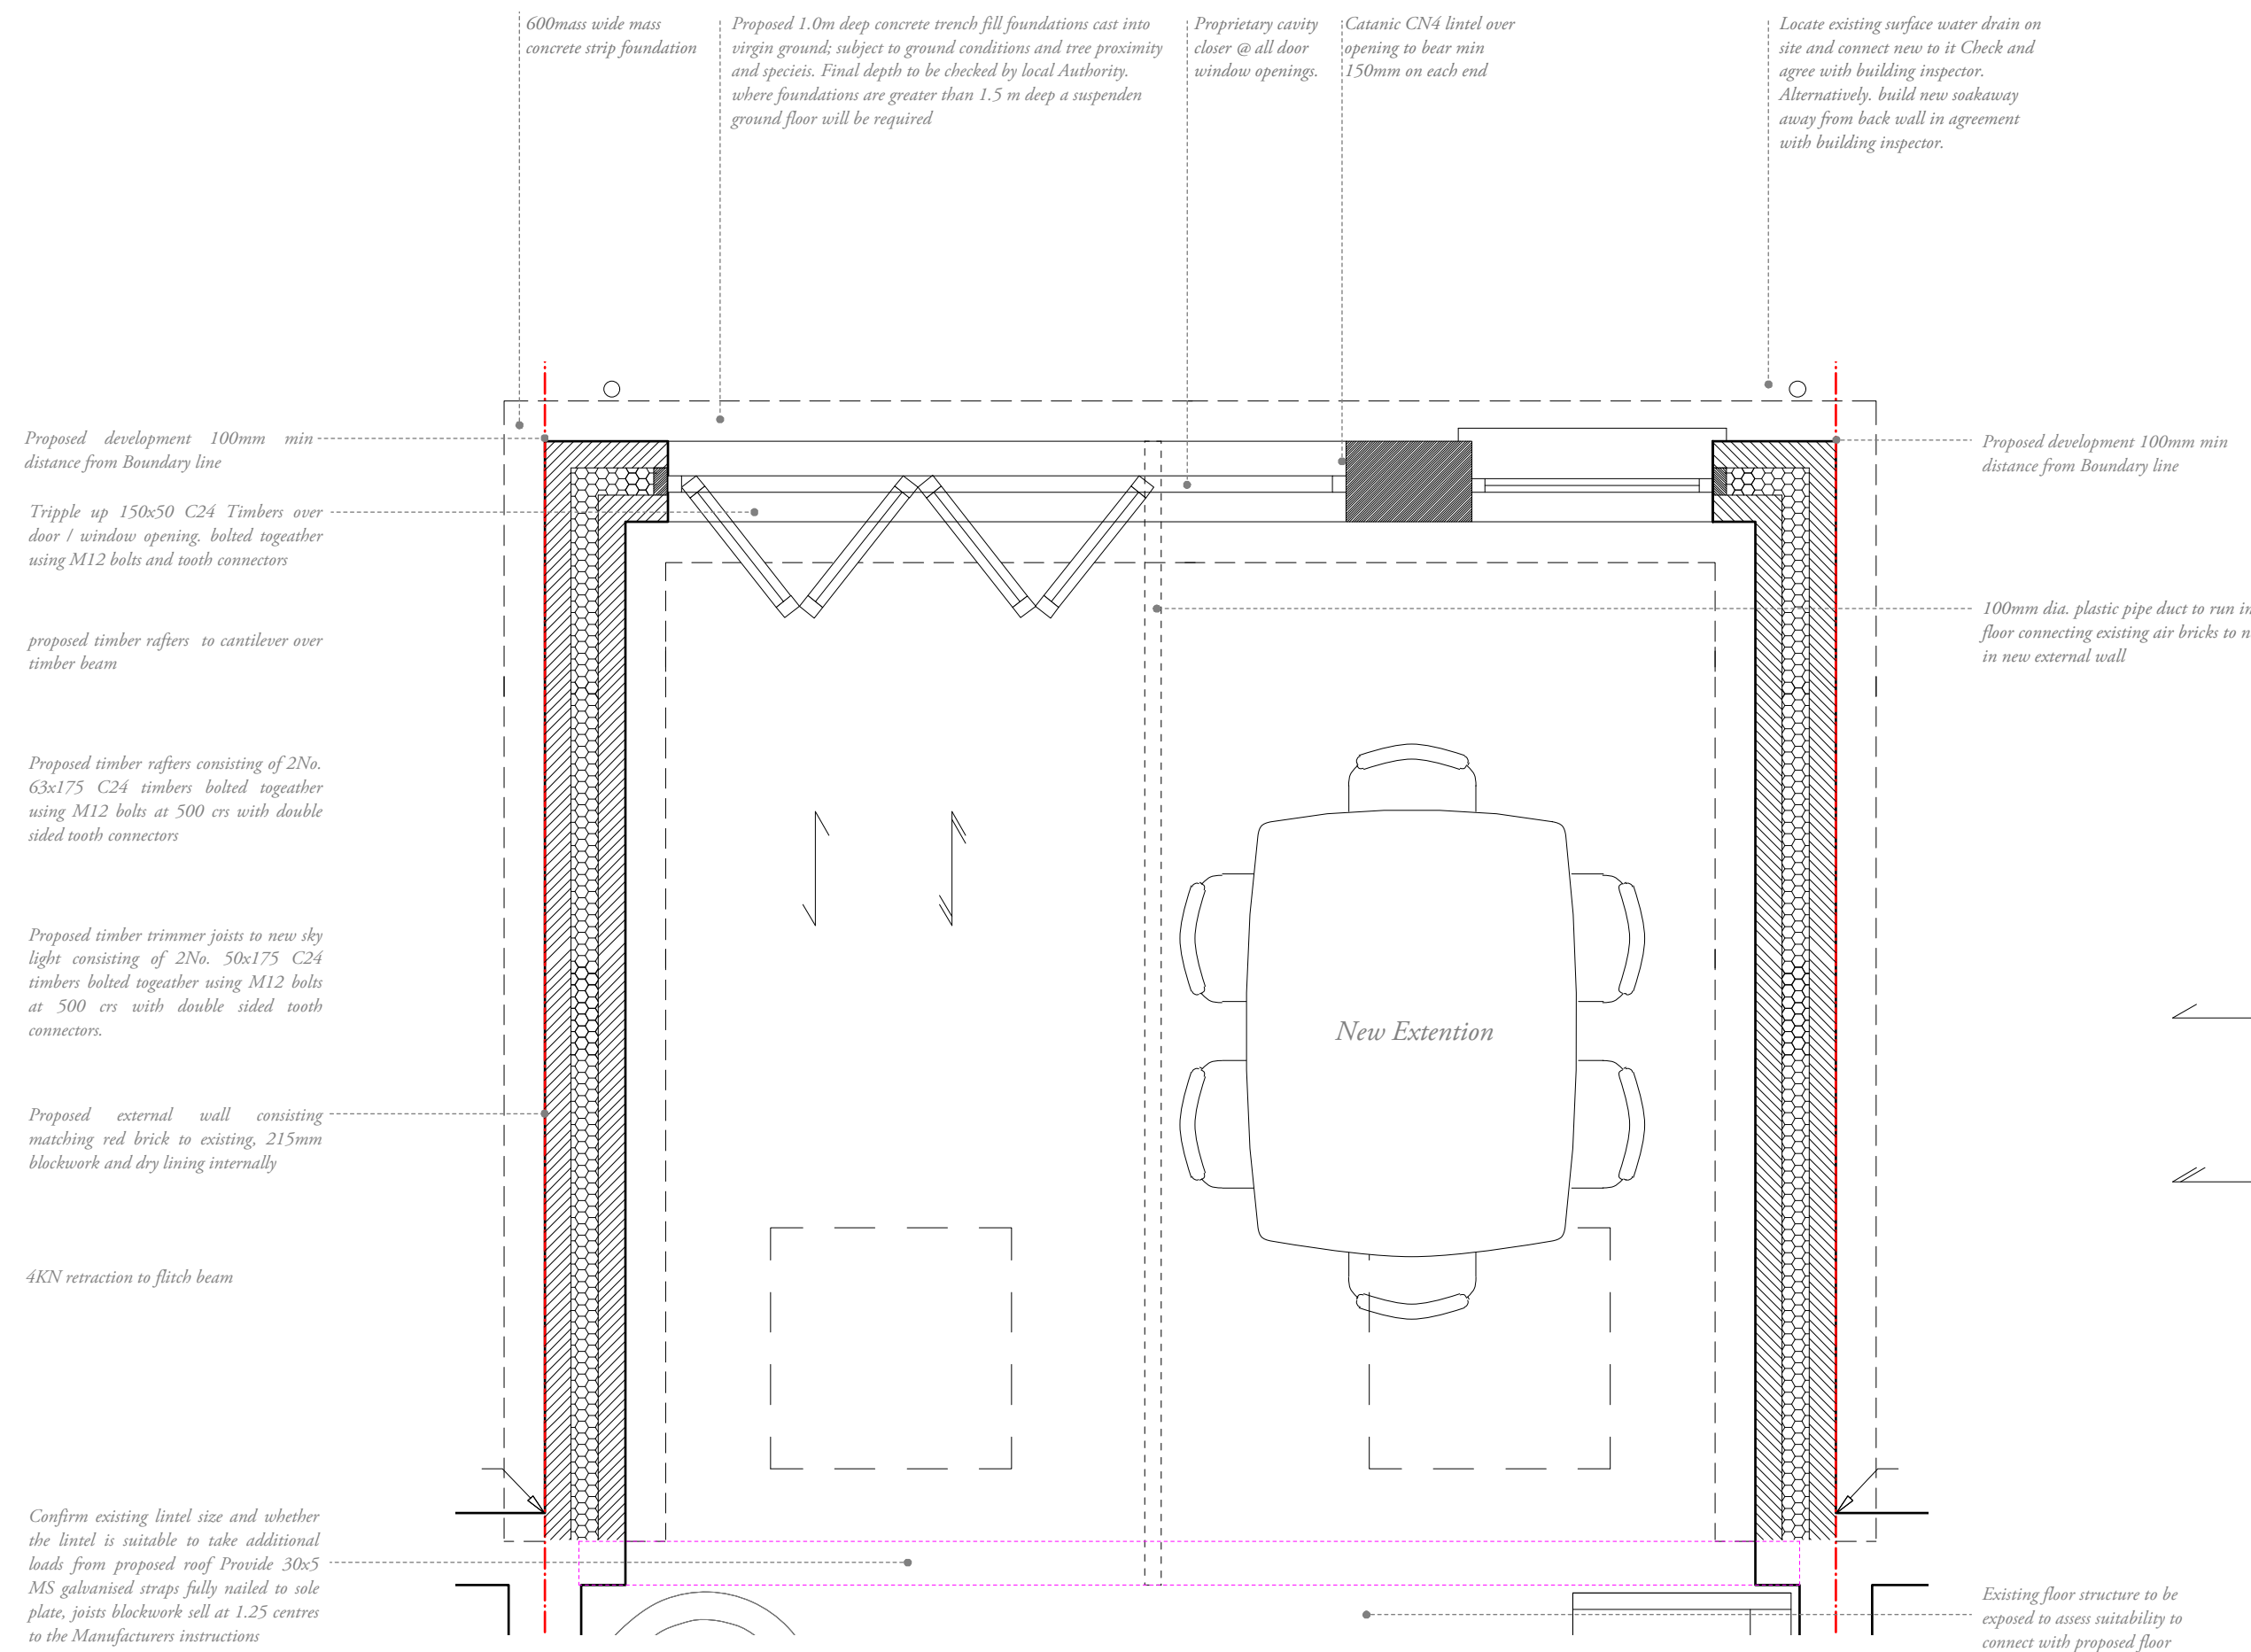 600mass wide mass
concrete strip foundation
Proposed 1.0m deep concrete trench fill foundations cast into
virgin ground; subject to ground conditions and tree proximity
and specieis. Final depth to be checked by local Authority.
where foundations are greater than 1.5 m deep a suspenden
ground floor will be required
Proprietary cavity
closer @ all door
window openings.
Catanic CN4 lintel over
opening to bear min
150mm on each end
Locate existing surface water drain on
site and connect new to it Check and
agree with building inspector.
Alternatively. build new soakaway
away from back wall in agreement
with building inspector.
Proposed development 100mm min
distance from Boundary line
Tripple up 150x50 C24 Timbers over
door / window opening. bolted togeather
using M12 bolts and tooth connectors
proposed timber rafters to cantilever over
timber beam
Proposed timber rafters consisting of 2No.
63x175 C24 timbers bolted togeather
using M12 bolts at 500 crs with double
sided tooth connectors
Proposed timber trimmer joists to new sky
light consisting of 2No. 50x175 C24
timbers bolted togeather using M12 bolts
at 500 crs with double sided tooth
connectors.
Proposed external wall consisting
matching red brick to existing, 215mm
blockwork and dry lining internally
4KN retraction to flitch beam
Confirm existing lintel size and whether
the lintel is suitable to take additional
loads from proposed roof Provide 30x5
MS galvanised straps fully nailed to sole
plate, joists blockwork sell at 1.25 centres
to the Manufacturers instructions
New Extention
Proposed development 100mm min
distance from Boundary line
100mm dia. plastic pipe duct to run in
floor connecting existing air bricks to
in new external wall
Existing floor structure to be
exposed to assess suitability to
connect with proposed floor